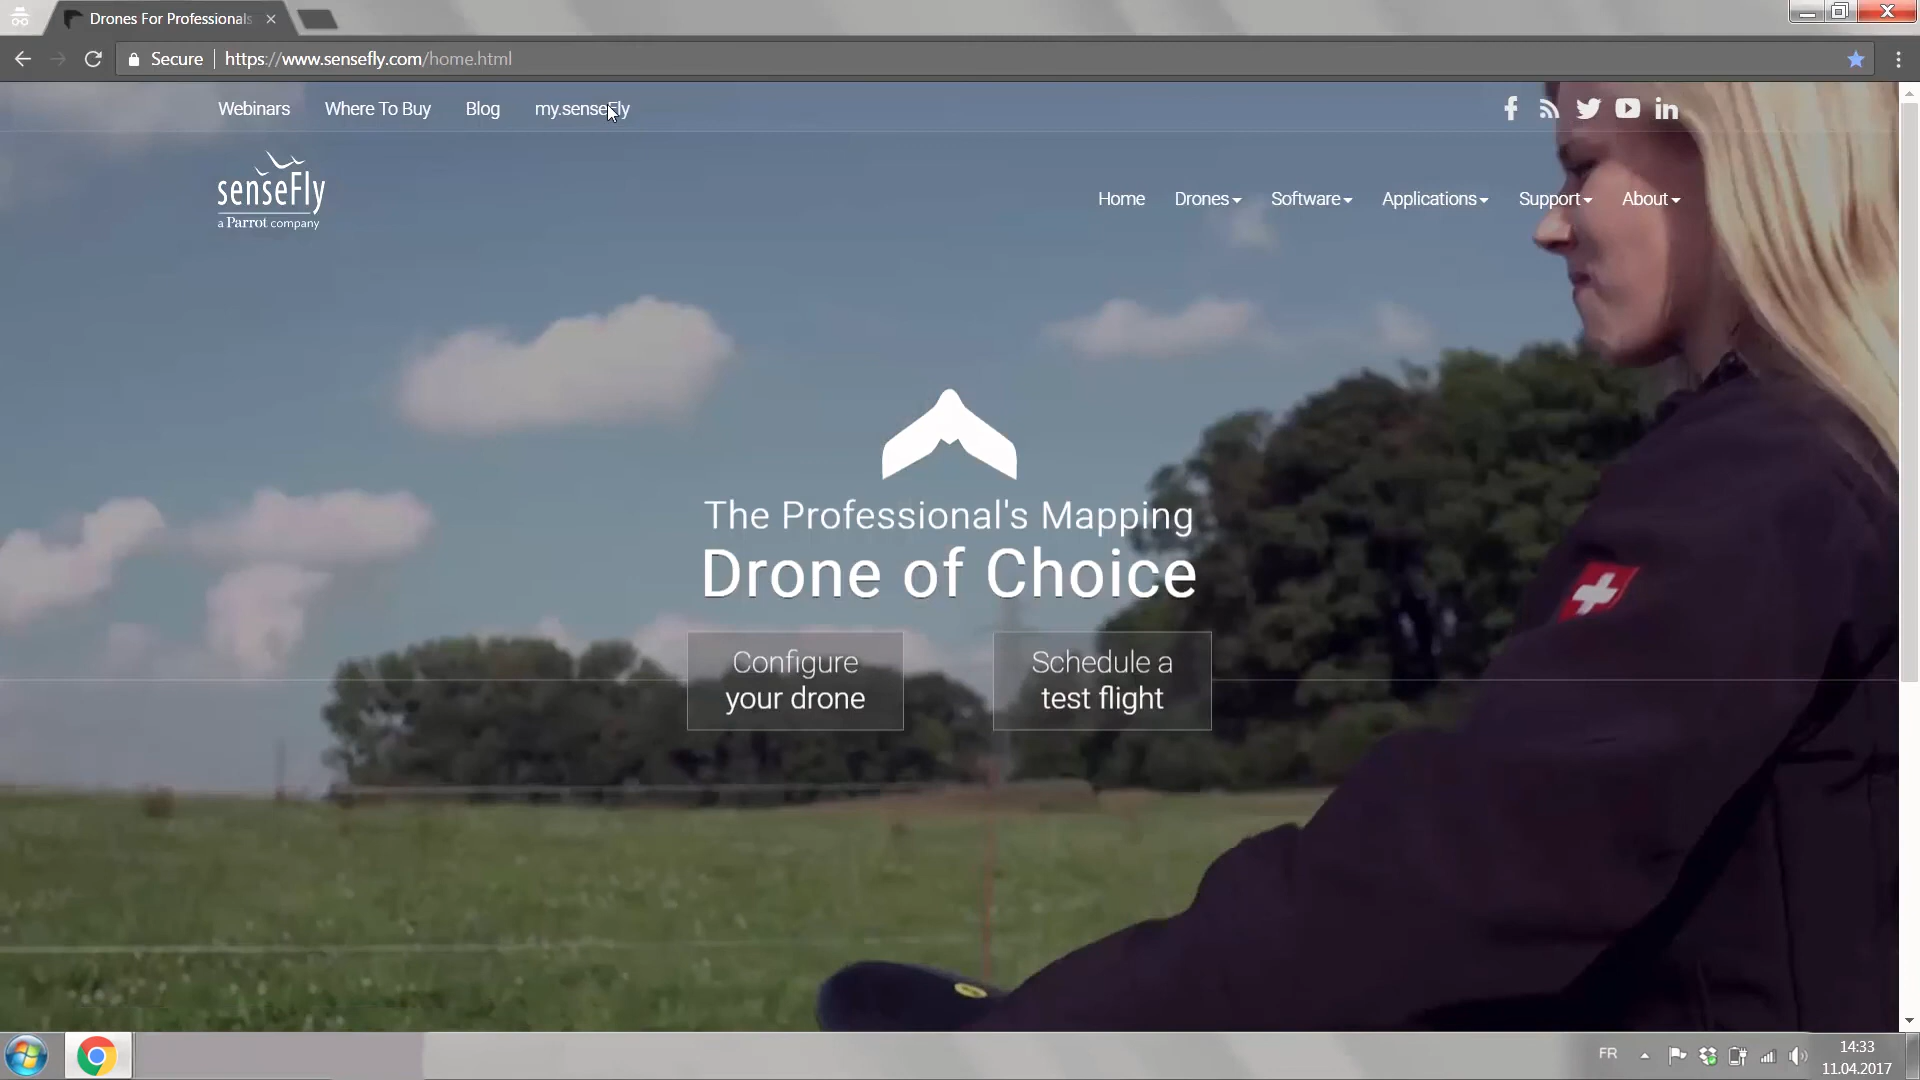 Drones For Professionals
Secure
https://www.sensefly.com/home.html
Webinars Where To Buy Blog my.senseFly
senseFly
a Parrot company
Home Drones Software Applications Support About
The Professional's Mapping
Drone of Choice
Configure
your drone
Schedule a
test flight
FR
14:33
11.04.2017